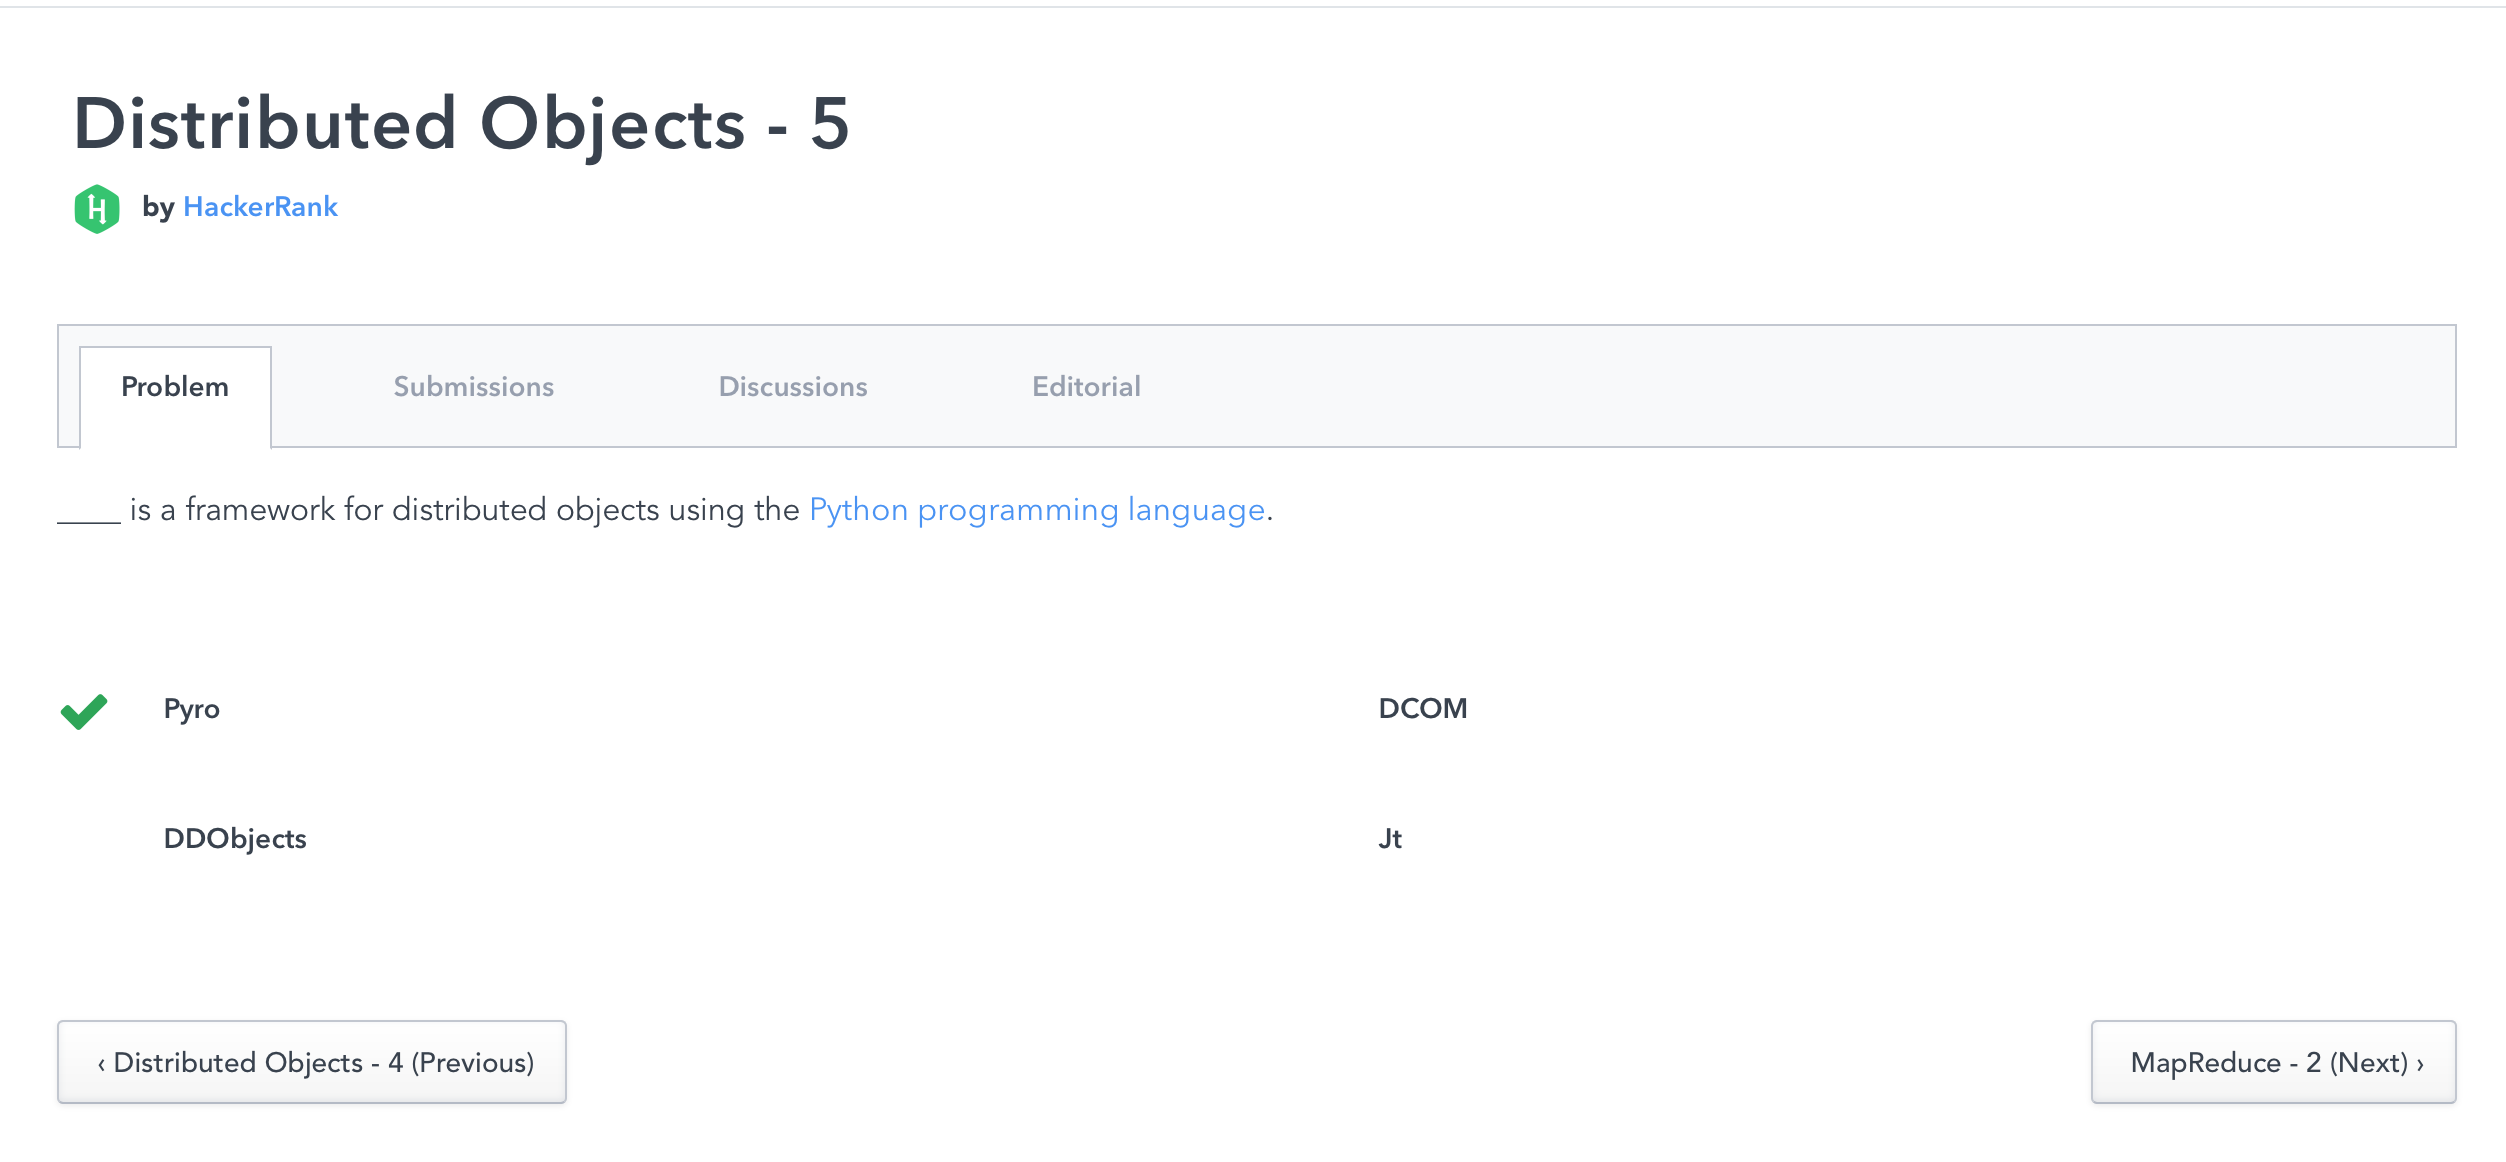 Distributed Objects - 5
H by HackerRank
Problem Submissions Discussions Editorial
____ is a framework for distributed objects using the Python programming language.
Pyro DCOM
DDObjects Jt
‹ Distributed Objects - 4 (Previous) MapReduce - 2 (Next) ›